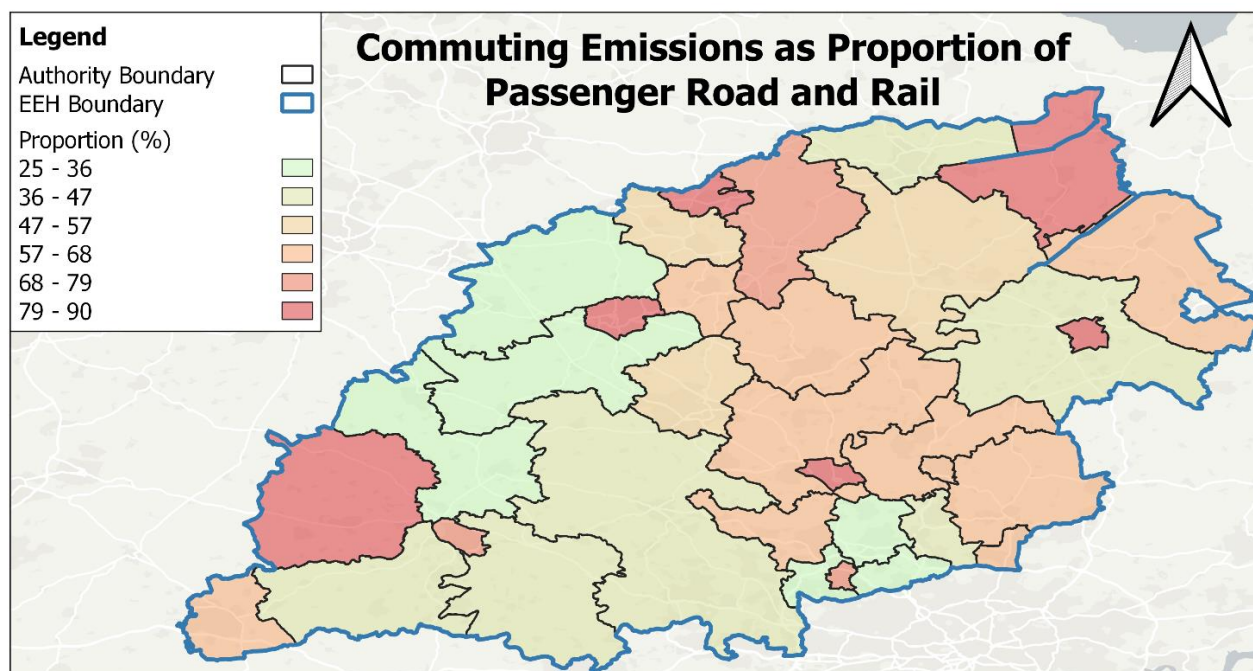 Legend
Authority Boundary
EEH Boundary
Proportion (%)
25 - 36
36 - 47
47 - 57
57 - 68
68 - 79
79 - 90
Commuting Emissions as Proportion of
Passenger Road and Rail